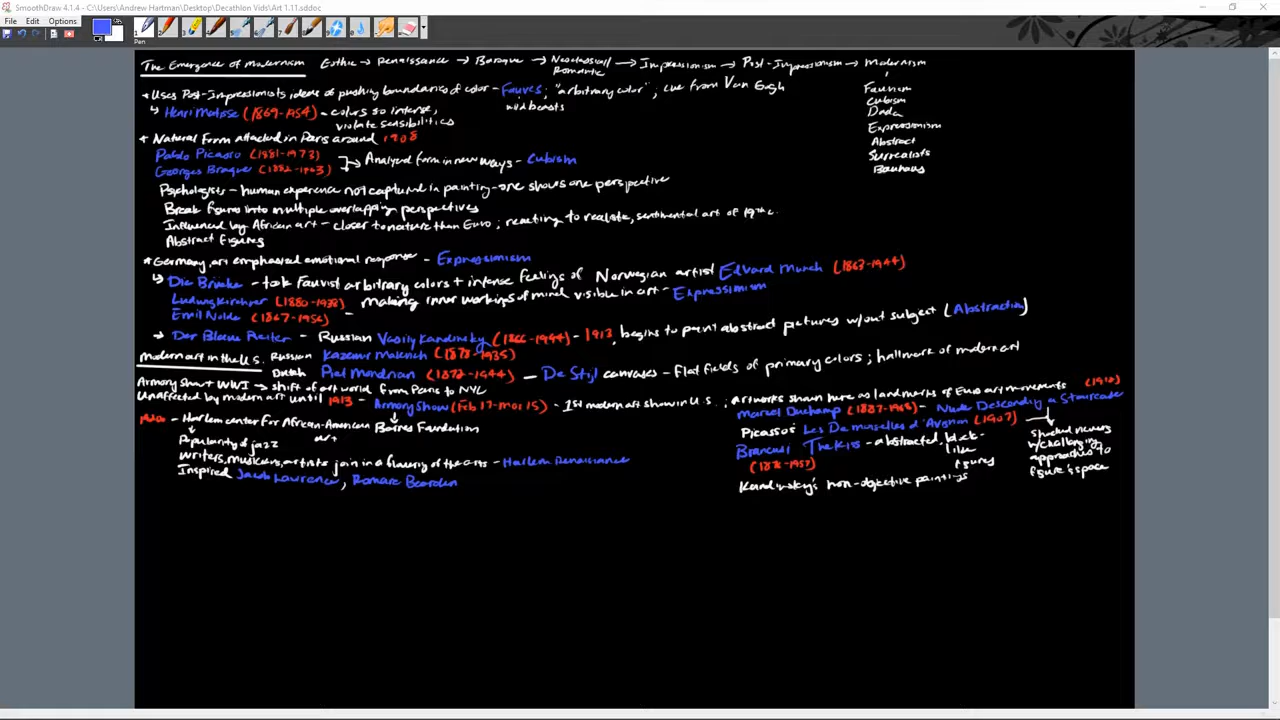 SmoothDraw 4.1.4 - C:\Users\Andrew Hartman\Desktop\Decathlon Vids\Art 1.11.sddoc
File Edit Options
Pen
The Emergence of Modernism Gothic → Renaissance → Baroque → Neoclassical/Romantic → Impressionism → Post-Impressionism → Modernism
Fauvism
Cubism
Dada
Expressionism
Abstract
Surrealists
Bauhaus
* Uses Post-Impressionists ideas of pushing boundaries of color - Fauves; "arbitrary color"; cue from Van Gogh
wild beasts
↳ Henri Matisse (1869-1954) - colors so intense,
violate sensibilities
* Natural form attacked in Paris around 1908
Pablo Picasso (1881-1973)
Georges Braque (1882-1963)
→ Analyzed form in new ways - Cubism
Psychologists - human experience not captured in painting - one shows one perspective
Break figures into multiple overlapping perspectives
Influenced by African art - closer to nature than Euro; reacting to realistic, sentimental art of 19th c.
Abstract figures
* Germany, art emphasized emotional response - Expressionism
↳ Die Brücke - took Fauvist arbitrary colors + intense feelings of Norwegian artist Edvard Munch (1863-1944)
Ludwig Kirchner (1880-1938) making inner workings of mind visible in art - Expressionism
Emil Nolde (1867-1956) -
→ Der Blaue Reiter - Russian Vasily Kandinsky (1866-1944) - 1913, begins to paint abstract pictures w/out subject (Abstraction)
Modern art in the U.S.
Russian Kazemir Malevich (1878-1935)
Dutch Piet Mondrian (1872-1944) - De Stijl canvases - flat fields of primary colors; hallmark of modern art
Armory Show + WWI → shift of art world from Paris to NYC
Unaffected by modern art until 1913 - Armory Show (Feb 17-Mar 15) - 1st modern art show in U.S.; Artworks shown here as landmarks of Euro art movements
Barnes Foundation
Marcel Duchamp (1887-1968) - Nude Descending a Staircase (1912)
shocked viewers
w/ challenging
approaches to
figure & space
Picasso's Les Demoiselles d'Avignon (1907)
Brancusi The Kiss - abstracted, block-
like
figures
(1876-1957)
Kandinsky's non-objective paintings
1920s - Harlem center for African-American
art
Popularity of jazz
Writers, musicians, artists join in a flowering of the arts - Harlem Renaissance
Inspired Jacob Lawrence, Romare Bearden